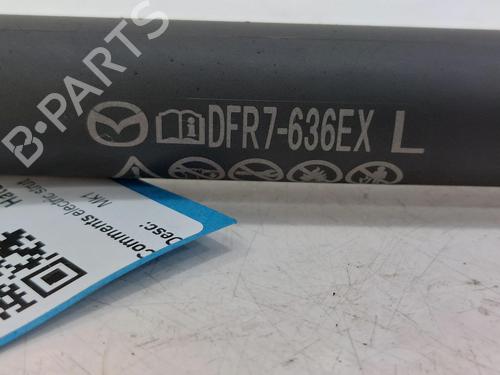 DFR7-636EX L
B-PARTS
Desc:
Comments electric strut
MK1